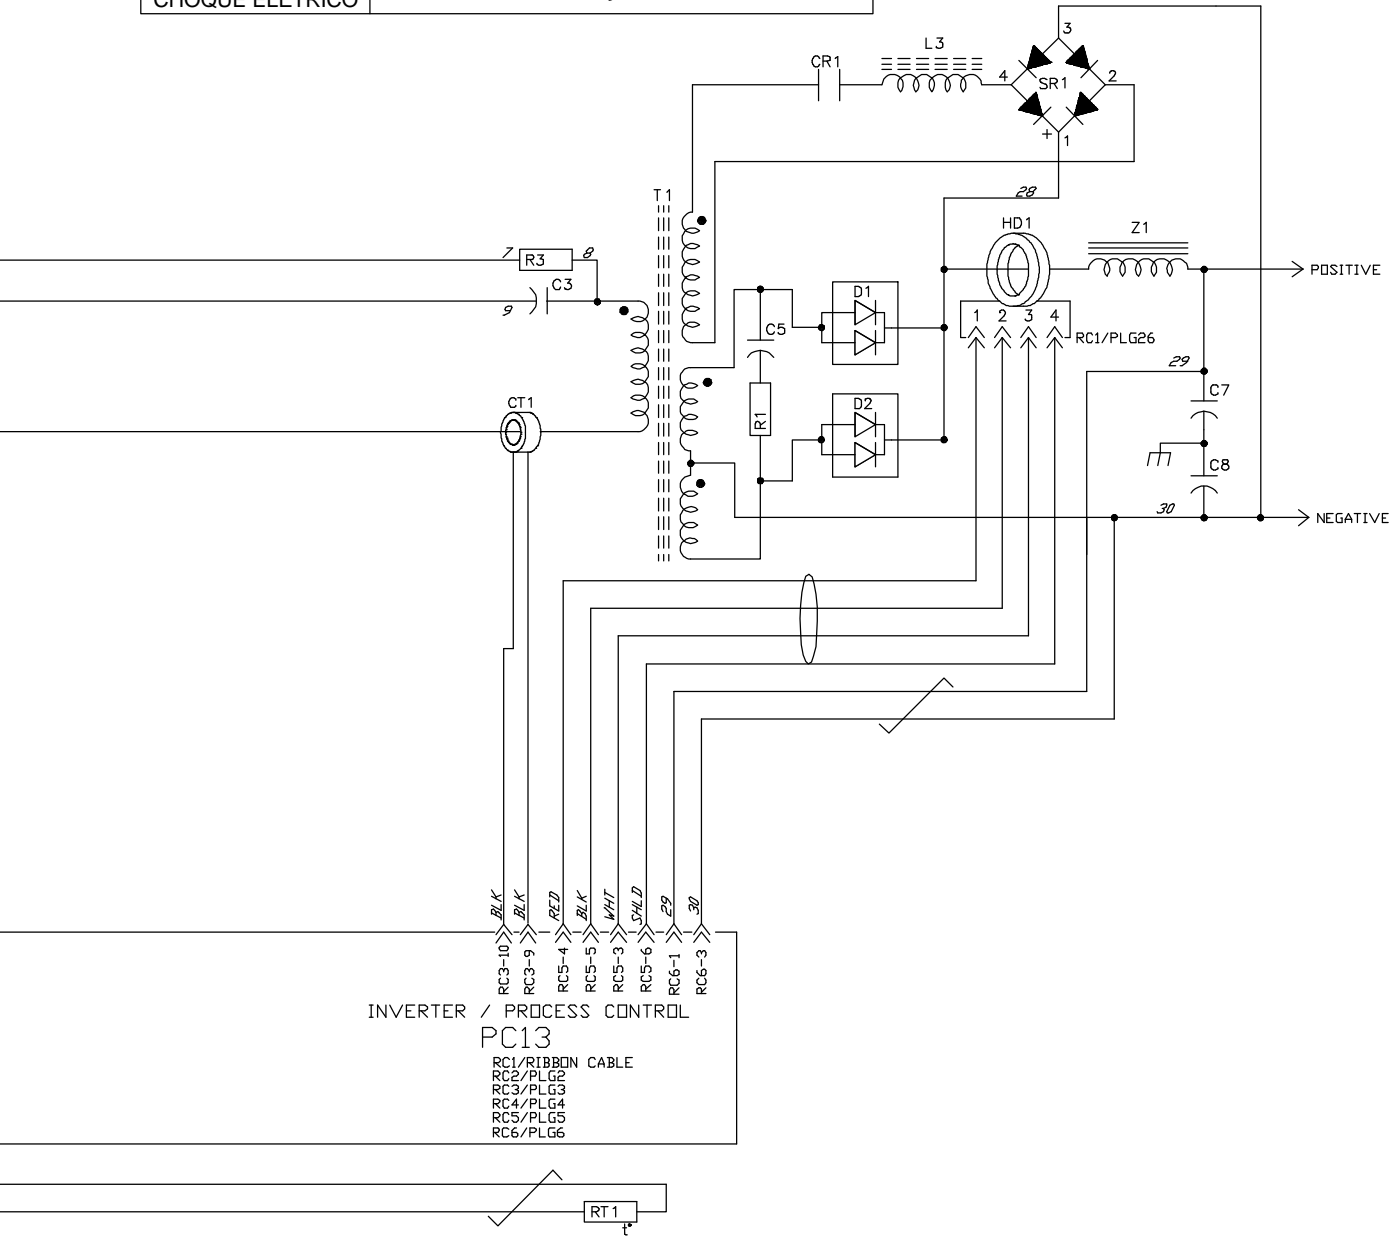 CHOQUE ELÉTRICO
3
L3
CR1
4
SR1
2
+
1
T1
28
HD1
Z1
7
R3
8
POSITIVE
C3
9
D1
1 2 3 4
C5
RC1/PLG26
29
CT1
D2
C7
R1
C8
30
NEGATIVE
BLK
BLK
RED
BLK
WHT
SHLD
29
30
RC3-10
RC3-9
RC5-4
RC5-5
RC5-3
RC5-6
RC6-1
RC6-3
INVERTER / PROCESS CONTROL
PC13
RC1/RIBBON CABLE
RC2/PLG2
RC3/PLG3
RC4/PLG4
RC5/PLG5
RC6/PLG6
RT1
t°